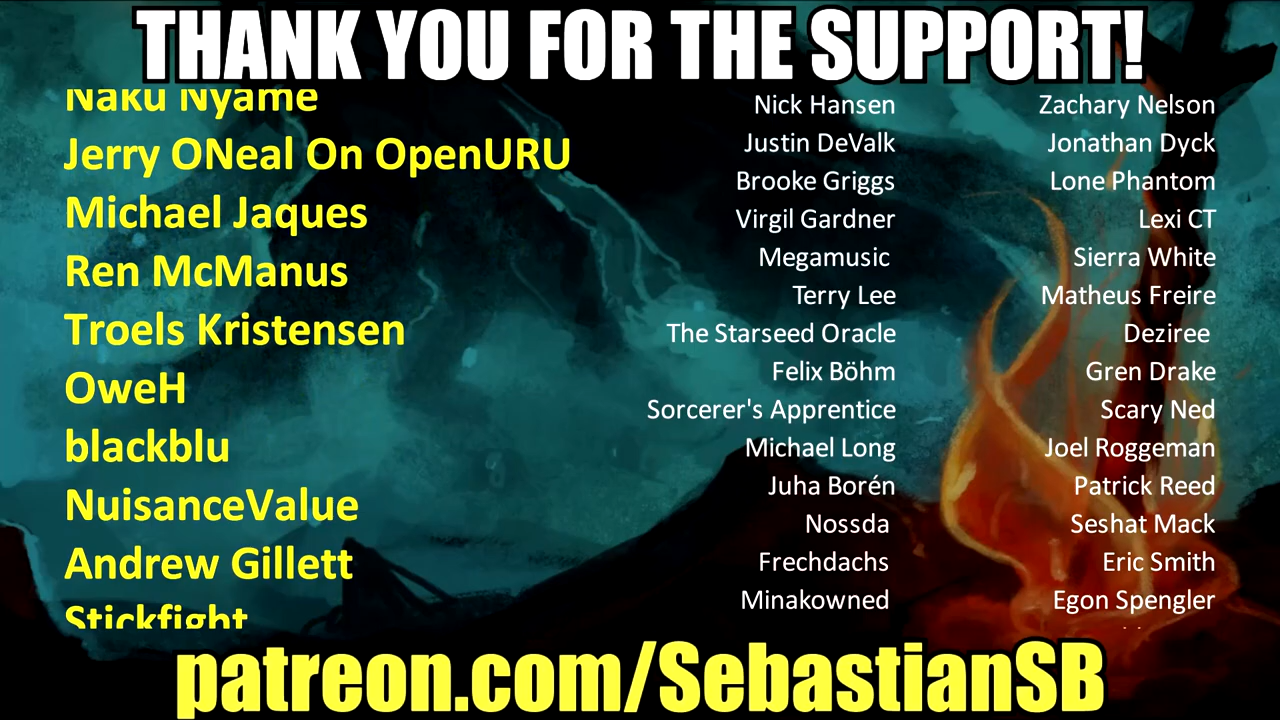 THANK YOU FOR THE SUPPORT!
Naku Nyame
Jerry ONeal On OpenURU
Michael Jaques
Ren McManus
Troels Kristensen
OweH
blackblu
NuisanceValue
Andrew Gillett
Stickfight
Nick Hansen
Justin DeValk
Brooke Griggs
Virgil Gardner
Megamusic
Terry Lee
The Starseed Oracle
Felix Böhm
Sorcerer's Apprentice
Michael Long
Juha Borén
Nossda
Frechdachs
Minakowned
Zachary Nelson
Jonathan Dyck
Lone Phantom
Lexi CT
Sierra White
Matheus Freire
Deziree
Gren Drake
Scary Ned
Joel Roggeman
Patrick Reed
Seshat Mack
Eric Smith
Egon Spengler
patreon.com/SebastianSB